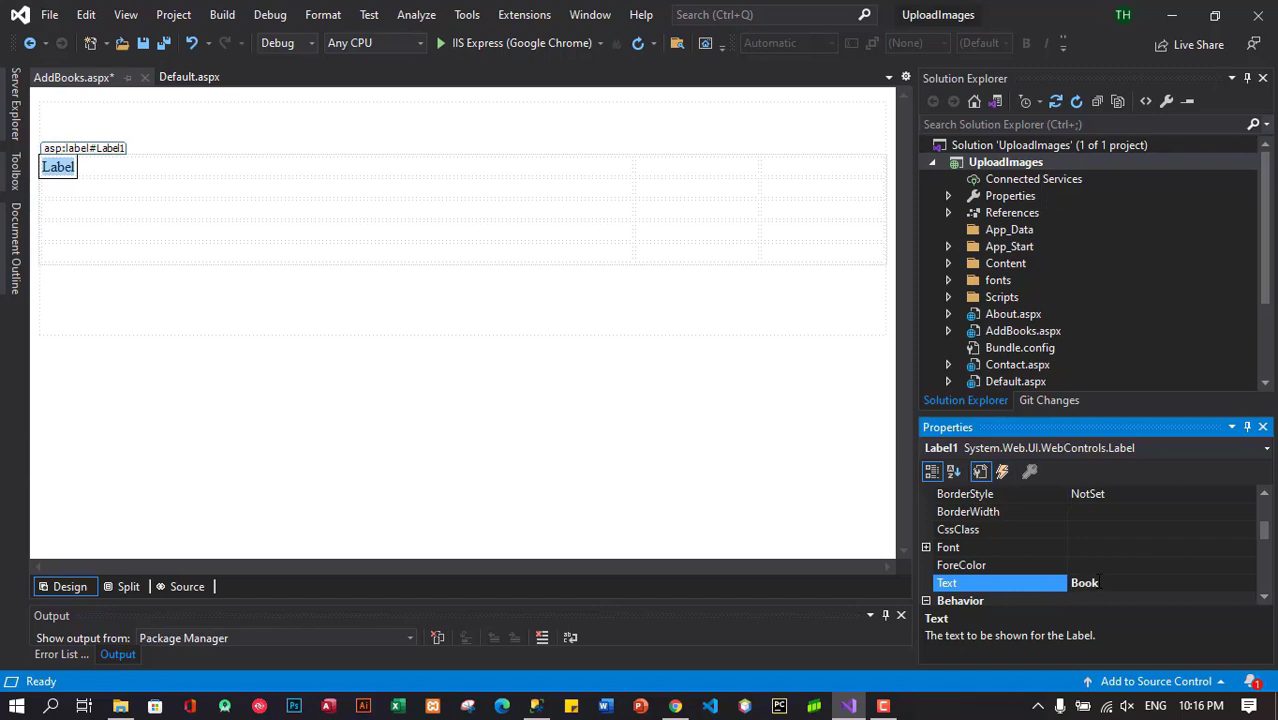 File Edit View Project Build Debug Format Test Analyze Tools Extensions Window Help Search (Ctrl+Q) UploadImages TH
Debug Any CPU IIS Express (Google Chrome) Automatic (None) (Default Live Share
AddBooks.aspx* Default.aspx
Server Explorer
Toolbox
Document Outline
asp:label#Label1
Label
Design Split Source
Output
Show output from: Package Manager
Error List ... Output
Solution Explorer
Search Solution Explorer (Ctrl+;)
Solution 'UploadImages' (1 of 1 project)
UploadImages
Connected Services
Properties
References
App_Data
App_Start
Content
fonts
Scripts
About.aspx
AddBooks.aspx
Bundle.config
Contact.aspx
Default.aspx
Solution Explorer Git Changes
Properties
Label1 System.Web.UI.WebControls.Label
BorderStyle NotSet
BorderWidth
CssClass
Font
ForeColor
Text Book
Behavior
Text
The text to be shown for the Label.
Ready Add to Source Control 1
ENG 10:16 PM